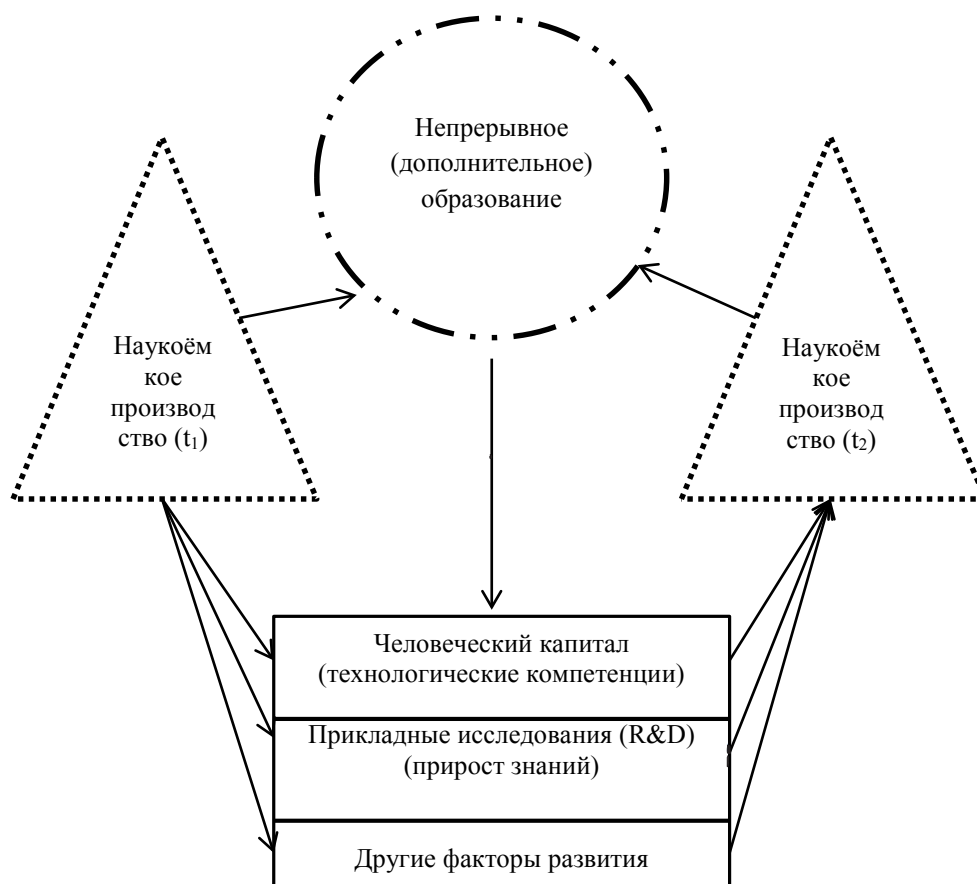 Непрерывное
(дополнительное)
образование
Наукоём
кое
производ
ство (t₁)
Наукоём
кое
производ
ство (t₂)
Человеческий капитал
(технологические компетенции)
Прикладные исследования (R&D)
(прирост знаний)
Другие факторы развития